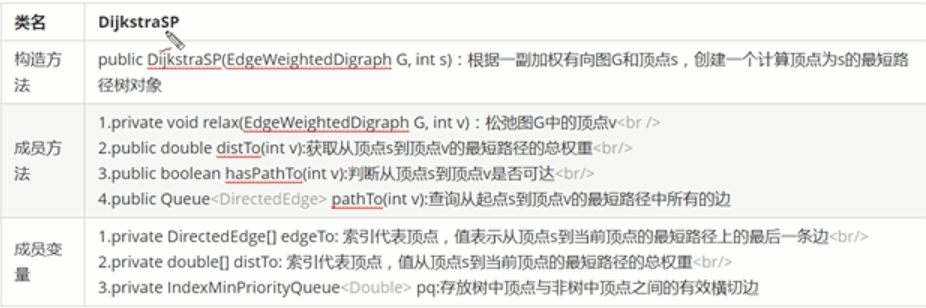 类名 DijkstraSP
构造方法 public DijkstraSP(EdgeWeightedDigraph G, int s)：根据一副加权有向图G和顶点s，创建一个计算顶点为s的最短路
径树对象
成员方法 1.private void relax(EdgeWeightedDigraph G, int v)：松弛图G中的顶点v<br />
2.public double distTo(int v):获取从顶点s到顶点v的最短路径的总权重<br/>
3.public boolean hasPathTo(int v):判断从顶点s到顶点v是否可达<br/>
4.public Queue<DirectedEdge> pathTo(int v):查询从起点s到顶点v的最短路径中所有的边
成员变量 1.private DirectedEdge[] edgeTo: 索引代表顶点，值表示从顶点s到当前顶点的最短路径上的最后一条边<br/>
2.private double[] distTo: 索引代表顶点，值从顶点s到当前顶点的最短路径的总权重<br/>
3.private IndexMinPriorityQueue<Double> pq:存放树中顶点与非树中顶点之间的有效横切边